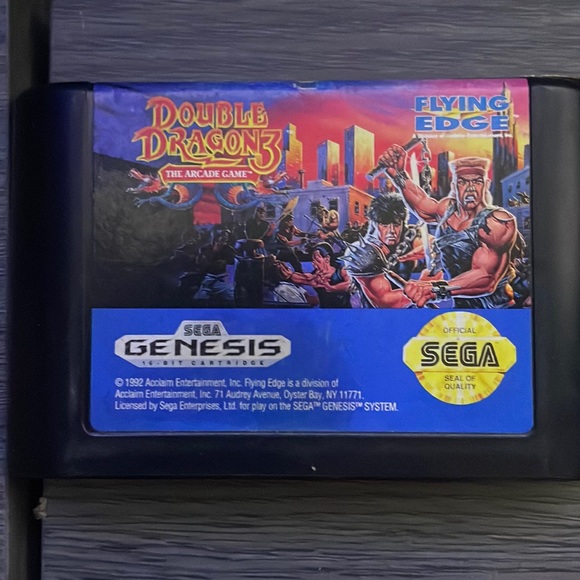 DOUBLE
DRAGON 3
THE ARCADE GAME™
FLYING
EDGE™
SEGA
GENESIS
16-BIT CARTRIDGE
OFFICIAL
SEGA
SEAL OF
QUALITY
© 1992 Acclaim Entertainment, Inc. Flying Edge is a division of
Acclaim Entertainment, Inc. 71 Audrey Avenue, Oyster Bay, NY 11771.
Licensed by Sega Enterprises, Ltd. for play on the SEGA™ GENESIS™ SYSTEM.